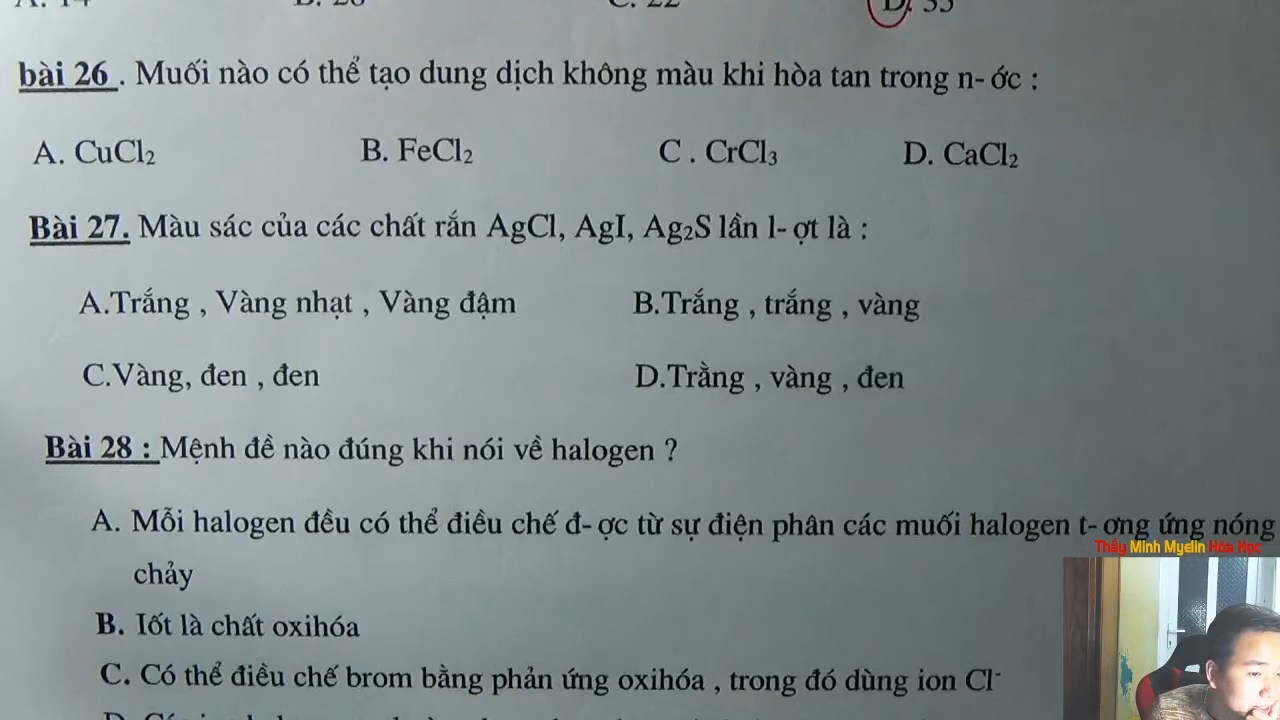 D. 33
bài 26 . Muối nào có thể tạo dung dịch không màu khi hòa tan trong n- ớc :
A. CuCl₂ B. FeCl₂ C . CrCl₃ D. CaCl₂
Bài 27. Màu sác của các chất rắn AgCl, AgI, Ag₂S lần l- ợt là :
A.Trắng , Vàng nhạt , Vàng đậm B.Trắng , trắng , vàng
C.Vàng, đen , đen D.Trằng , vàng , đen
Bài 28 : Mệnh đề nào đúng khi nói về halogen ?
A. Mỗi halogen đều có thể điều chế đ- ợc từ sự điện phân các muối halogen t- ơng ứng nóng
chảy
Thầy Minh Myelin Hóa Học
B. Iốt là chất oxihóa
C. Có thể điều chế brom bằng phản ứng oxihóa , trong đó dùng ion Cl⁻